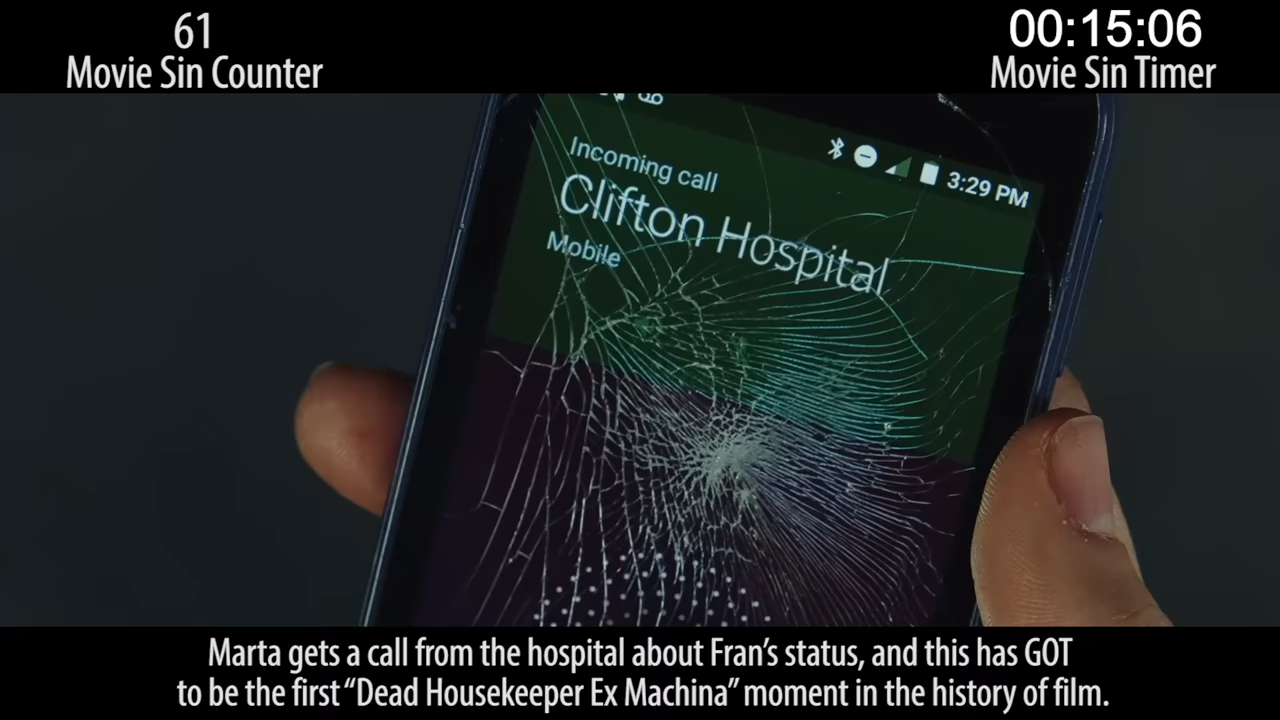 61
Movie Sin Counter
00:15:06
Movie Sin Timer
3:29 PM
Incoming call
Clifton Hospital
Mobile
Marta gets a call from the hospital about Fran's status, and this has GOT
to be the first “Dead Housekeeper Ex Machina” moment in the history of film.